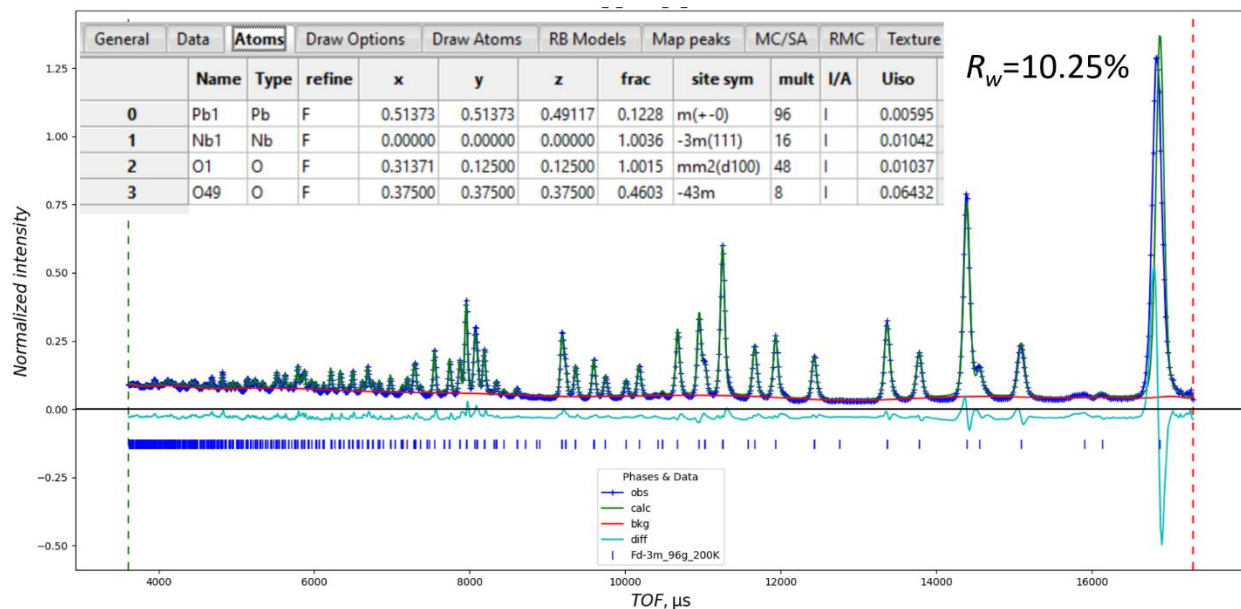 General Data Atoms Draw Options Draw Atoms RB Models Map peaks MC/SA RMC Texture
Name Type refine x y z frac site sym mult I/A Uiso
0 Pb1 Pb F 0.51373 0.51373 0.49117 0.1228 m(+-0) 96 I 0.00595
1 Nb1 Nb F 0.00000 0.00000 0.00000 1.0036 -3m(111) 16 I 0.01042
2 O1 O F 0.31371 0.12500 0.12500 1.0015 mm2(d100) 48 I 0.01037
3 O49 O F 0.37500 0.37500 0.37500 0.4603 -43m 8 I 0.06432
R_w=10.25%
Normalized intensity
1.25
1.00
0.75
0.50
0.25
0.00
−0.25
−0.50
Phases & Data
obs
calc
bkg
diff
Fd-3m_96g_200K
4000 6000 8000 10000 12000 14000 16000
TOF, μs